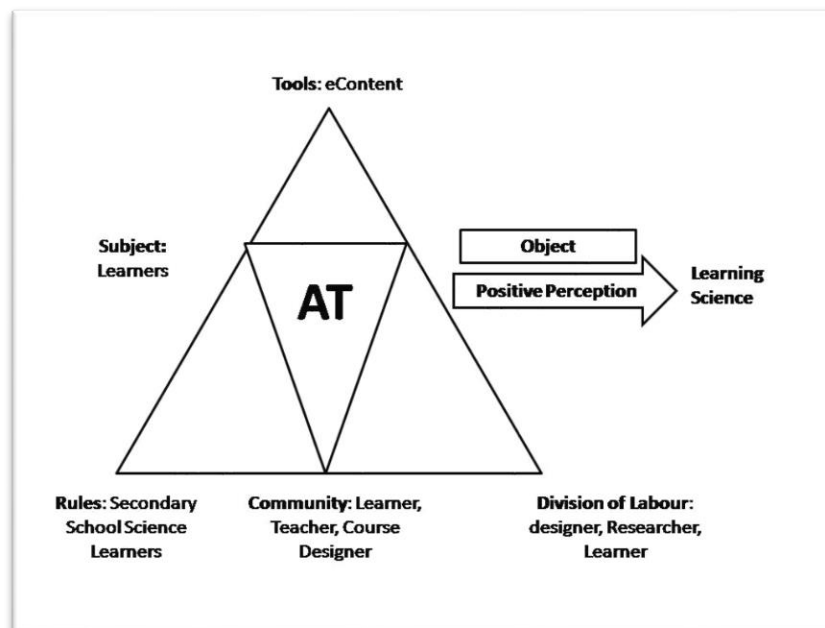 Tools: eContent
Subject:
Learners
Object
Positive Perception
Learning
Science
AT
Rules: Secondary
School Science
Learners
Community: Learner,
Teacher, Course
Designer
Division of Labour:
designer, Researcher,
Learner